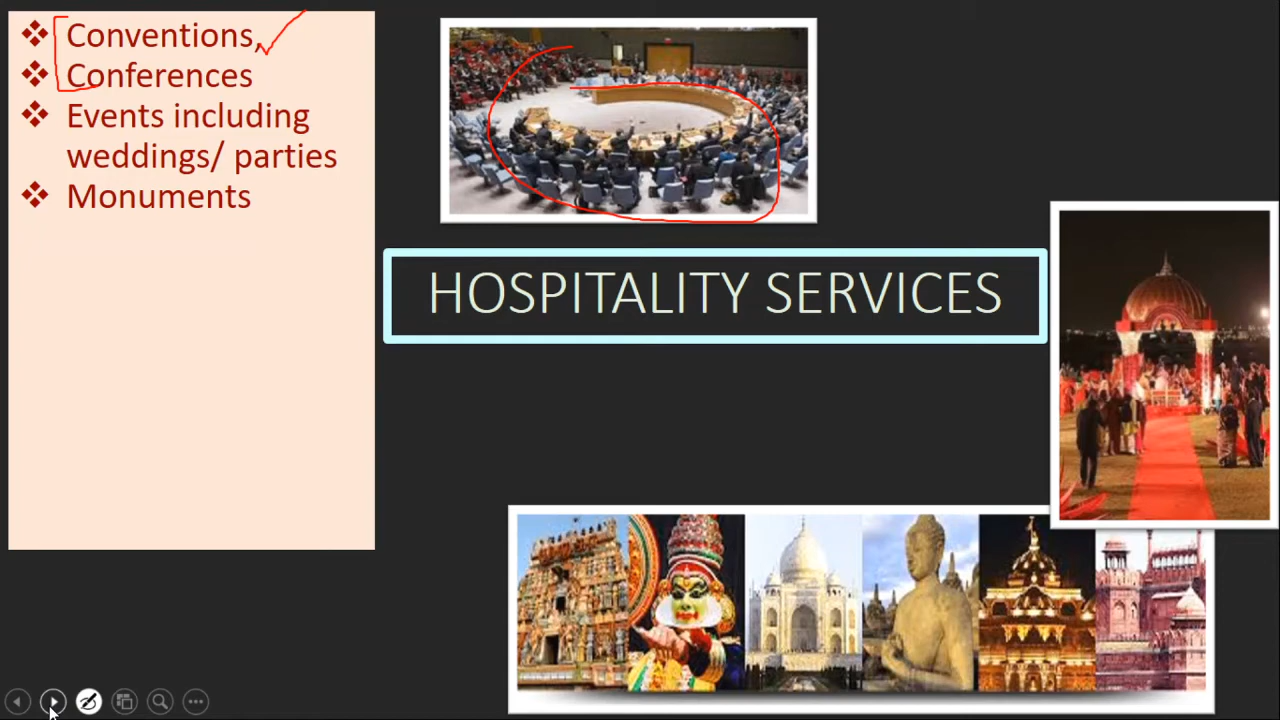 Conventions,
Conferences
Events including
weddings/ parties
Monuments
HOSPITALITY SERVICES